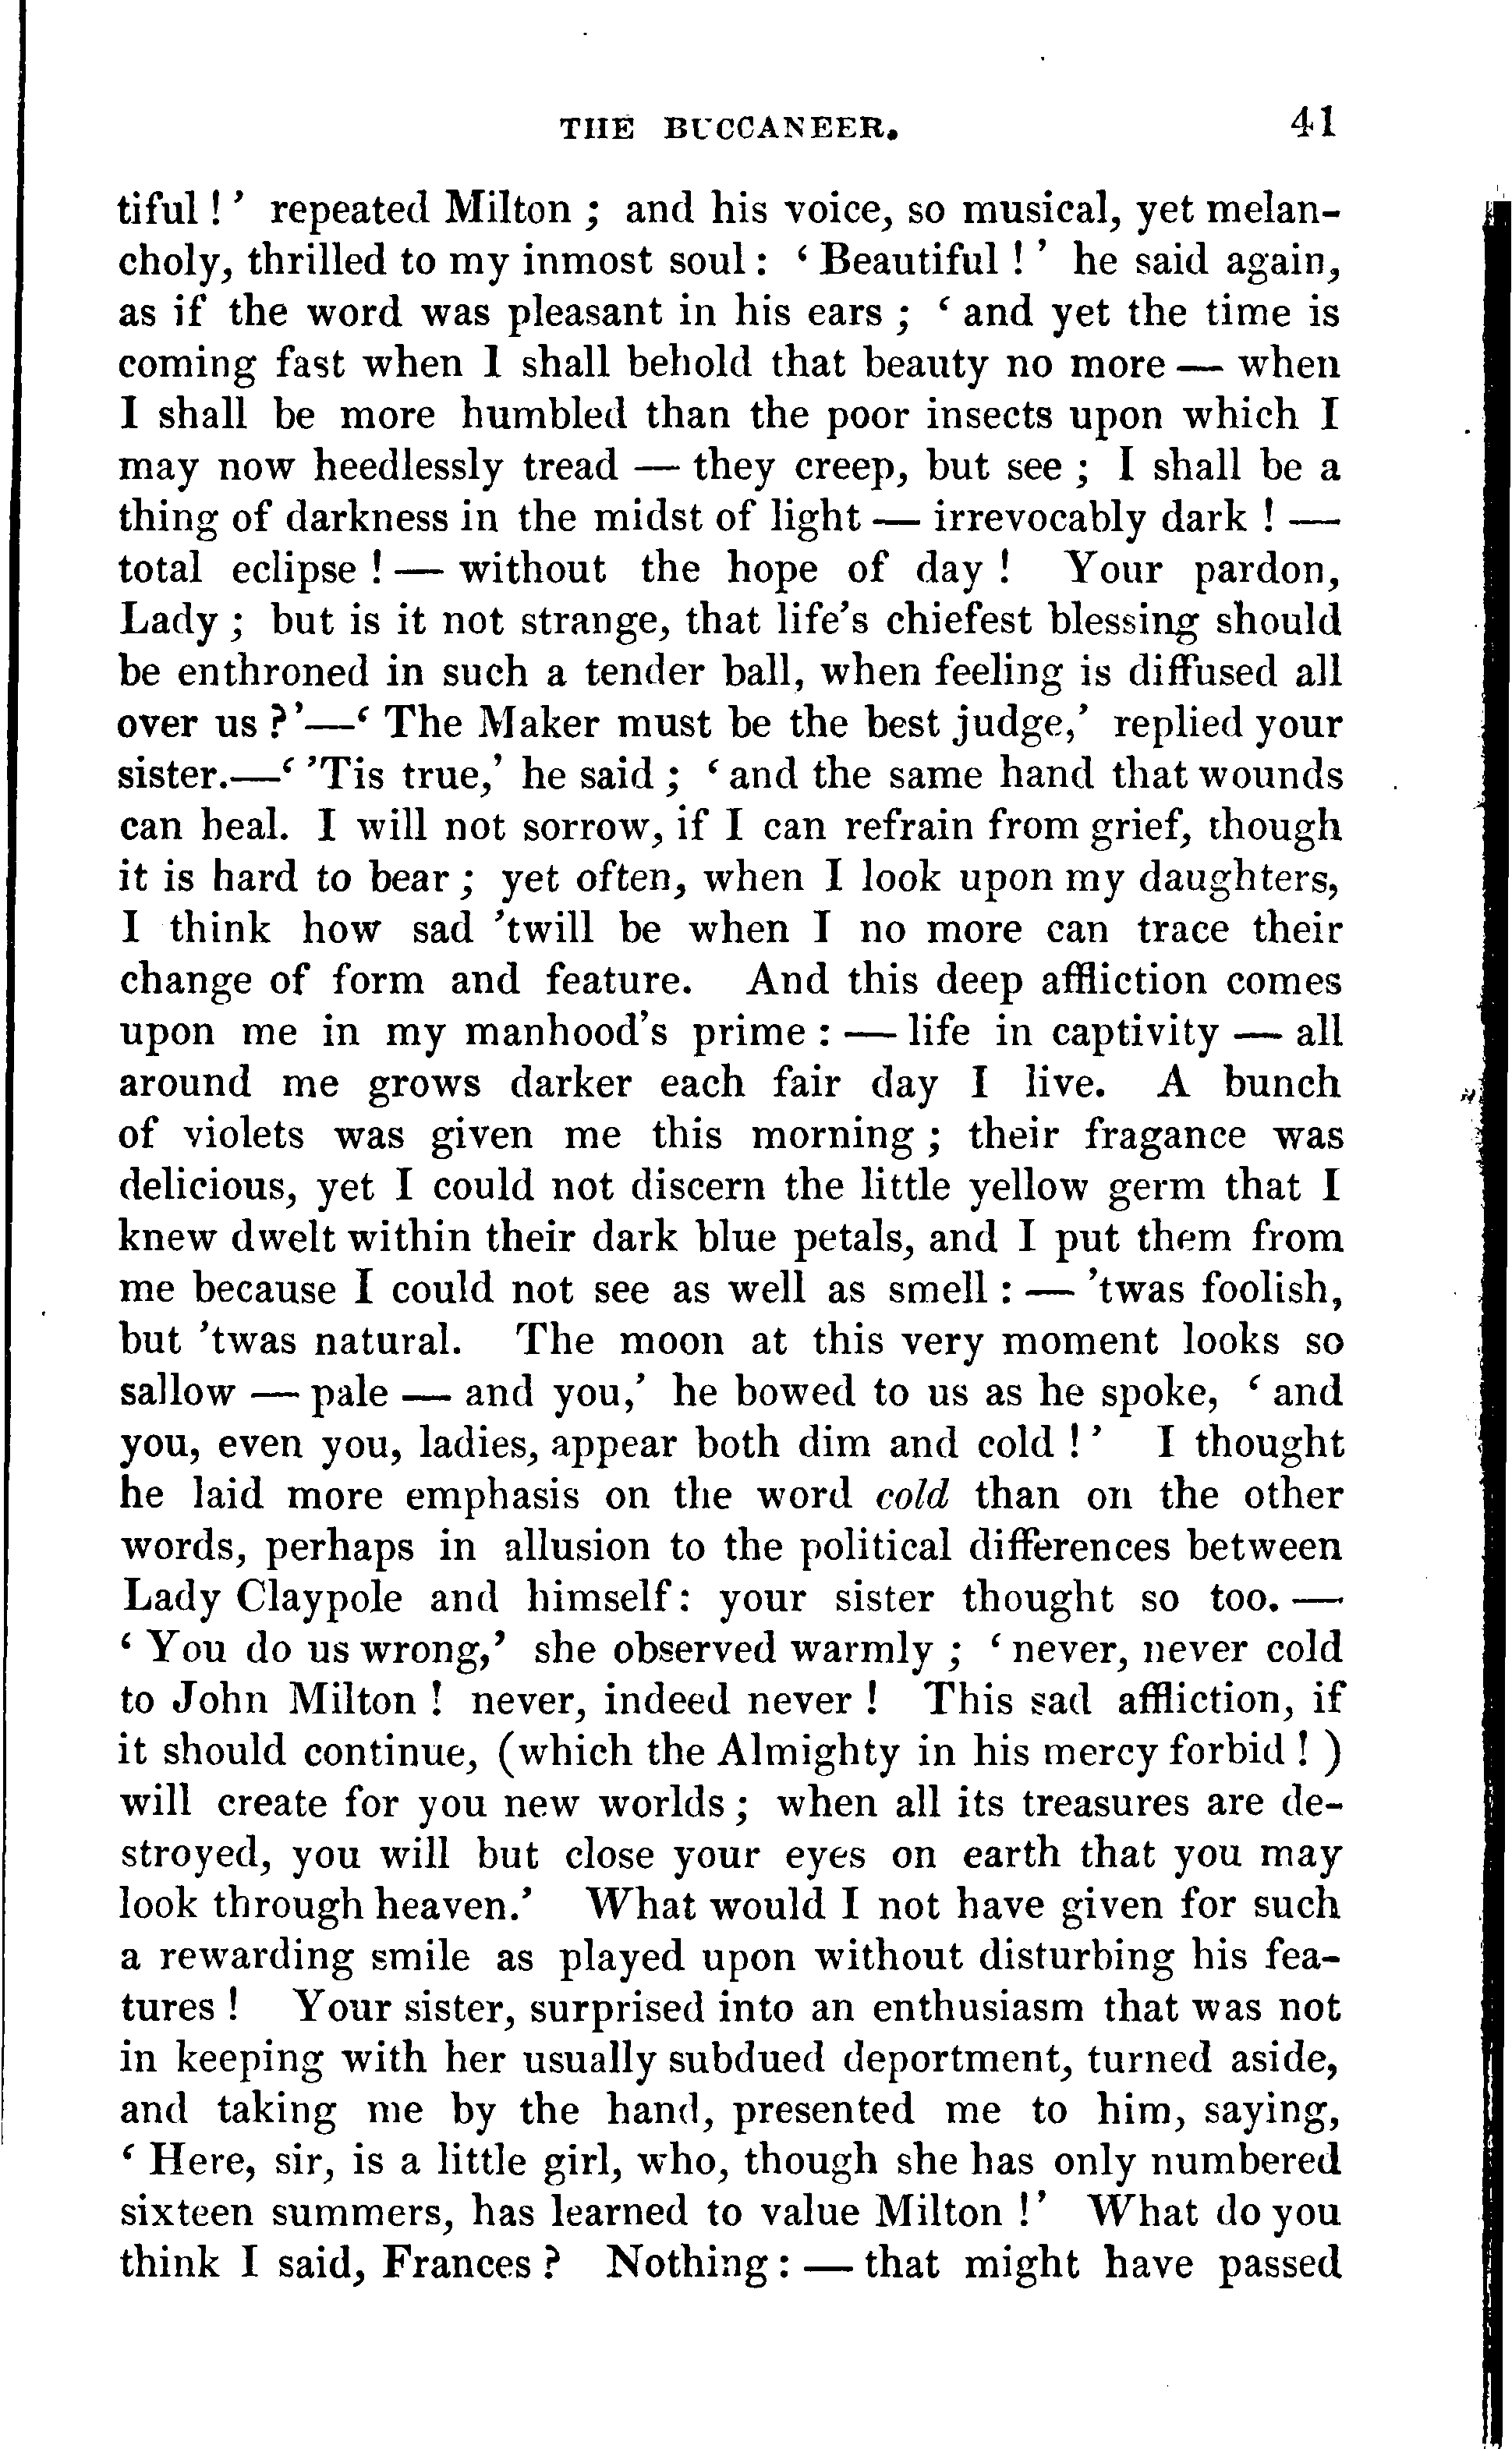 THE BUCCANEER. 41
tiful!' repeated Milton; and his voice, so musical, yet melan-
choly, thrilled to my inmost soul: 'Beautiful!' he said again,
as if the word was pleasant in his ears; 'and yet the time is
coming fast when I shall behold that beauty no more — when
I shall be more humbled than the poor insects upon which I
may now heedlessly tread — they creep, but see; I shall be a
thing of darkness in the midst of light — irrevocably dark! —
total eclipse! — without the hope of day! Your pardon,
Lady; but is it not strange, that life's chiefest blessing should
be enthroned in such a tender ball, when feeling is diffused all
over us?'—'The Maker must be the best judge,' replied your
sister.—''Tis true,' he said; 'and the same hand that wounds
can heal. I will not sorrow, if I can refrain from grief, though
it is hard to bear; yet often, when I look upon my daughters,
I think how sad 'twill be when I no more can trace their
change of form and feature. And this deep affliction comes
upon me in my manhood's prime: — life in captivity — all
around me grows darker each fair day I live. A bunch
of violets was given me this morning; their fragance was
delicious, yet I could not discern the little yellow germ that I
knew dwelt within their dark blue petals, and I put them from
me because I could not see as well as smell: — 'twas foolish,
but 'twas natural. The moon at this very moment looks so
sallow — pale — and you,' he bowed to us as he spoke, 'and
you, even you, ladies, appear both dim and cold!' I thought
he laid more emphasis on the word cold than on the other
words, perhaps in allusion to the political differences between
Lady Claypole and himself: your sister thought so too. —
'You do us wrong,' she observed warmly; 'never, never cold
to John Milton! never, indeed never! This sad affliction, if
it should continue, (which the Almighty in his mercy forbid!)
will create for you new worlds; when all its treasures are de-
stroyed, you will but close your eyes on earth that you may
look through heaven.' What would I not have given for such
a rewarding smile as played upon without disturbing his fea-
tures! Your sister, surprised into an enthusiasm that was not
in keeping with her usually subdued deportment, turned aside,
and taking me by the hand, presented me to him, saying,
'Here, sir, is a little girl, who, though she has only numbered
sixteen summers, has learned to value Milton!' What do you
think I said, Frances? Nothing: — that might have passed